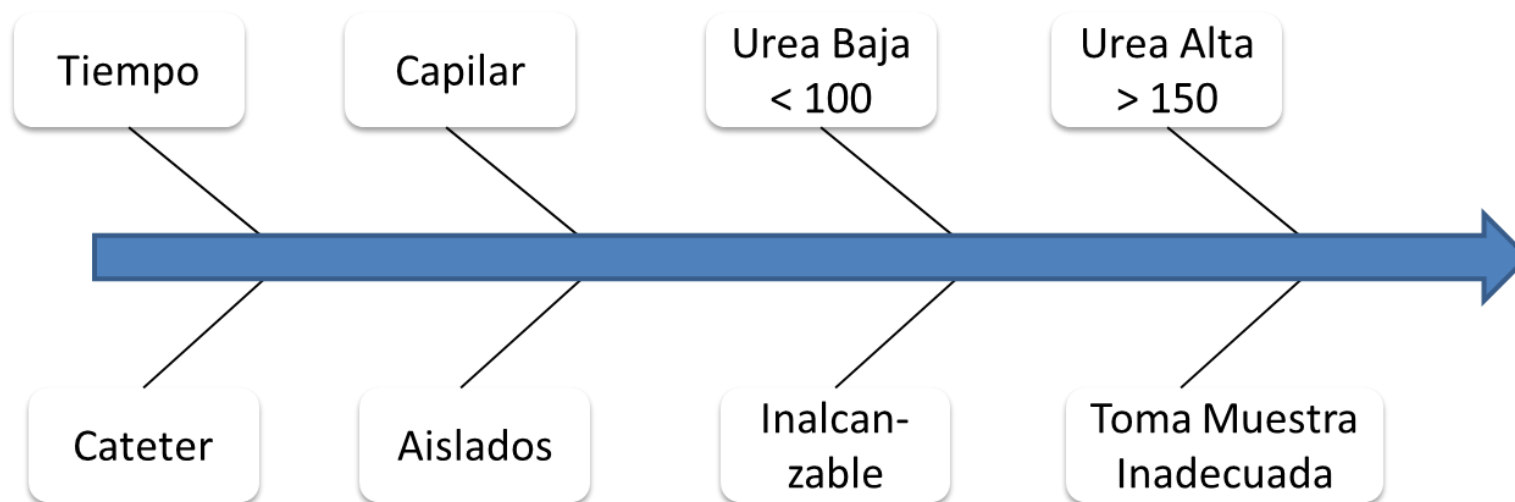 Tiempo
Capilar
Urea Baja
< 100
Urea Alta
> 150
Cateter
Aislados
Inalcan-
zable
Toma Muestra
Inadecuada